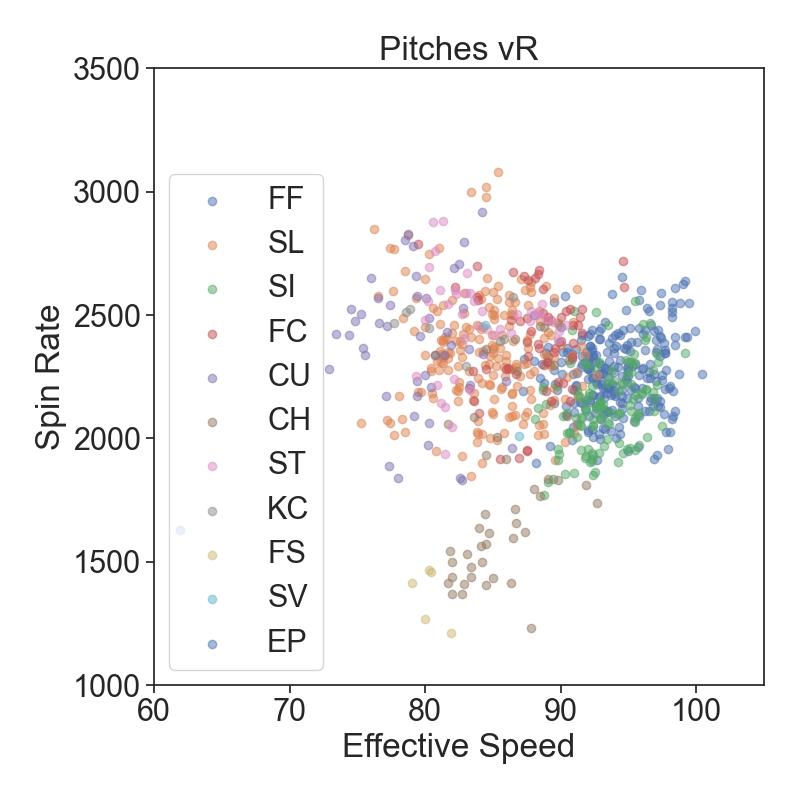 Pitches vR
3500
3000
2500
2000
1500
1000
Spin Rate
FF
SL
SI
FC
CU
CH
ST
KC
FS
SV
EP
60 70 80 90 100
Effective Speed